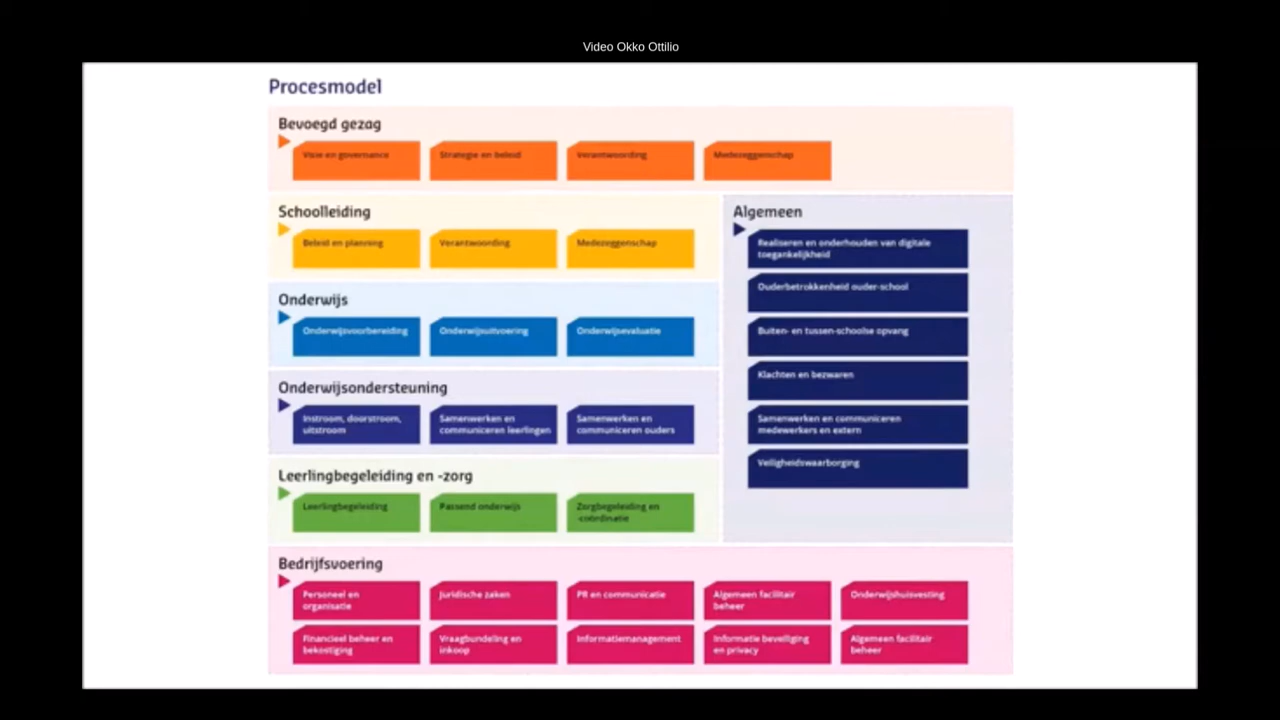 Video Okko Ottilio
Procesmodel
Bevoegd gezag
Visie en governance
Strategie en beleid
Verantwoording
Medezeggenschap
Schoolleiding
Beleid en planning
Verantwoording
Medezeggenschap
Algemeen
Realiseren en onderhouden van digitale
toegankelijkheid
Ouderbetrokkenheid ouder-school
Buiten- en tussen-schoolse opvang
Klachten en bezwaren
Samenwerken en communiceren
medewerkers en extern
Veiligheidswaarborging
Onderwijs
Onderwijsvoorbereiding
Onderwijsuitvoering
Onderwijsevaluatie
Onderwijsondersteuning
Instroom, doorstroom,
uitstroom
Samenwerken en
communiceren leerlingen
Samenwerken en
communiceren ouders
Leerlingbegeleiding en -zorg
Leerlingbegeleiding
Passend onderwijs
Zorgbegeleiding en
-coördinatie
Bedrijfsvoering
Personeel en
organisatie
Juridische zaken
PR en communicatie
Algemeen facilitair
beheer
Onderwijshuisvesting
Financieel beheer en
bekostiging
Vraagbundeling en
inkoop
Informatiemanagement
Informatie beveiliging
en privacy
Algemeen facilitair
beheer